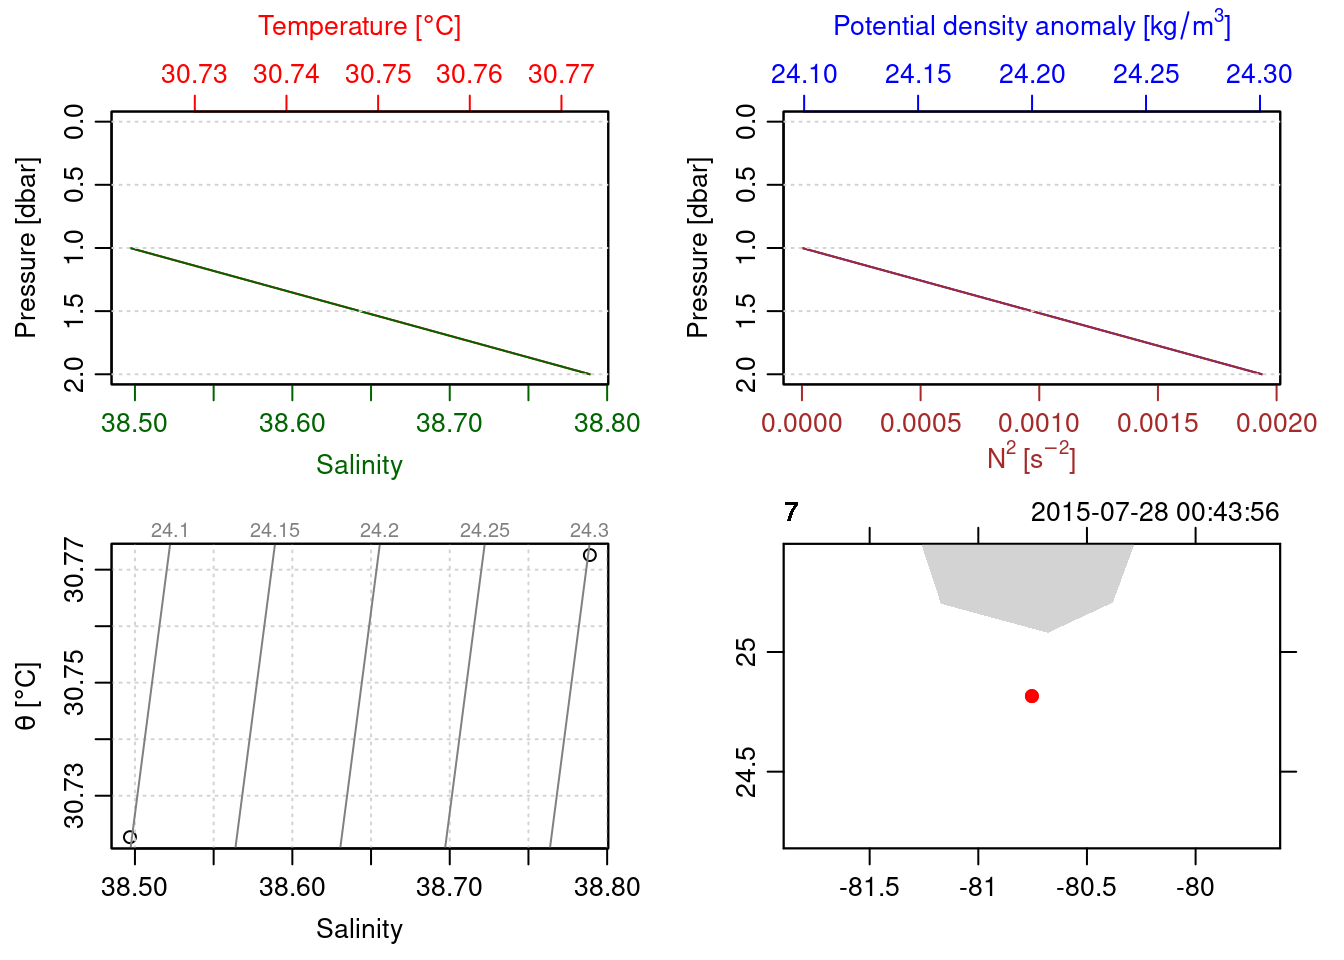 Temperature [°C]
30.73 30.74 30.75 30.76 30.77
Pressure [dbar]
0.0 0.5 1.0 1.5 2.0
38.50 38.60 38.70 38.80
Salinity
Potential density anomaly [kg/m³]
24.10 24.15 24.20 24.25 24.30
Pressure [dbar]
0.0 0.5 1.0 1.5 2.0
0.0000 0.0005 0.0010 0.0015 0.0020
N² [s⁻²]
24.1 24.15 24.2 24.25 24.3
θ [°C]
30.77 30.75 30.73
38.50 38.60 38.70 38.80
Salinity
7 2015-07-28 00:43:56
25 24.5
-81.5 -81 -80.5 -80